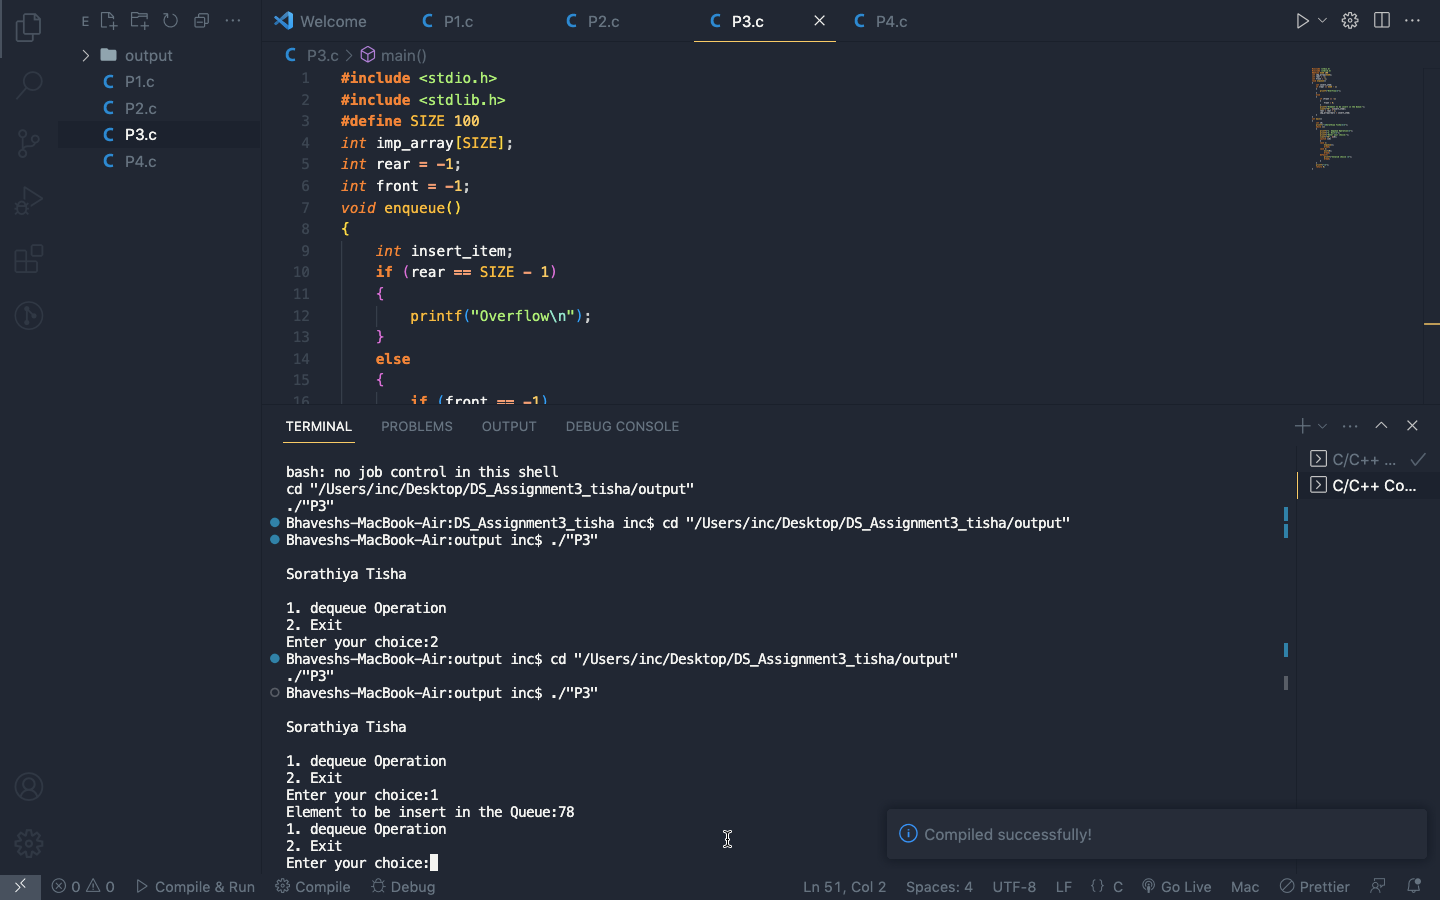 E
Welcome
P1.c
P2.c
P3.c
P4.c
output
P1.c
P2.c
P3.c
P4.c
P3.c > main()
1 #include <stdio.h>
2 #include <stdlib.h>
3 #define SIZE 100
4 int imp_array[SIZE];
5 int rear = -1;
6 int front = -1;
7 void enqueue()
8 {
9 int insert_item;
10 if (rear == SIZE - 1)
11 {
12 printf("Overflow\n");
13 }
14 else
15 {
16 if (front == -1)
TERMINAL PROBLEMS OUTPUT DEBUG CONSOLE
C/C++ ...
C/C++ Co...
bash: no job control in this shell
cd "/Users/inc/Desktop/DS_Assignment3_tisha/output"
./"P3"
Bhaveshs-MacBook-Air:DS_Assignment3_tisha inc$ cd "/Users/inc/Desktop/DS_Assignment3_tisha/output"
Bhaveshs-MacBook-Air:output inc$ ./"P3"
Sorathiya Tisha
1. dequeue Operation
2. Exit
Enter your choice:2
Bhaveshs-MacBook-Air:output inc$ cd "/Users/inc/Desktop/DS_Assignment3_tisha/output"
./"P3"
Bhaveshs-MacBook-Air:output inc$ ./"P3"
Sorathiya Tisha
1. dequeue Operation
2. Exit
Enter your choice:1
Element to be insert in the Queue:78
1. dequeue Operation
2. Exit
Enter your choice:
Compiled successfully!
0 0 Compile & Run Compile Debug Ln 51, Col 2 Spaces: 4 UTF-8 LF {} C Go Live Mac Prettier